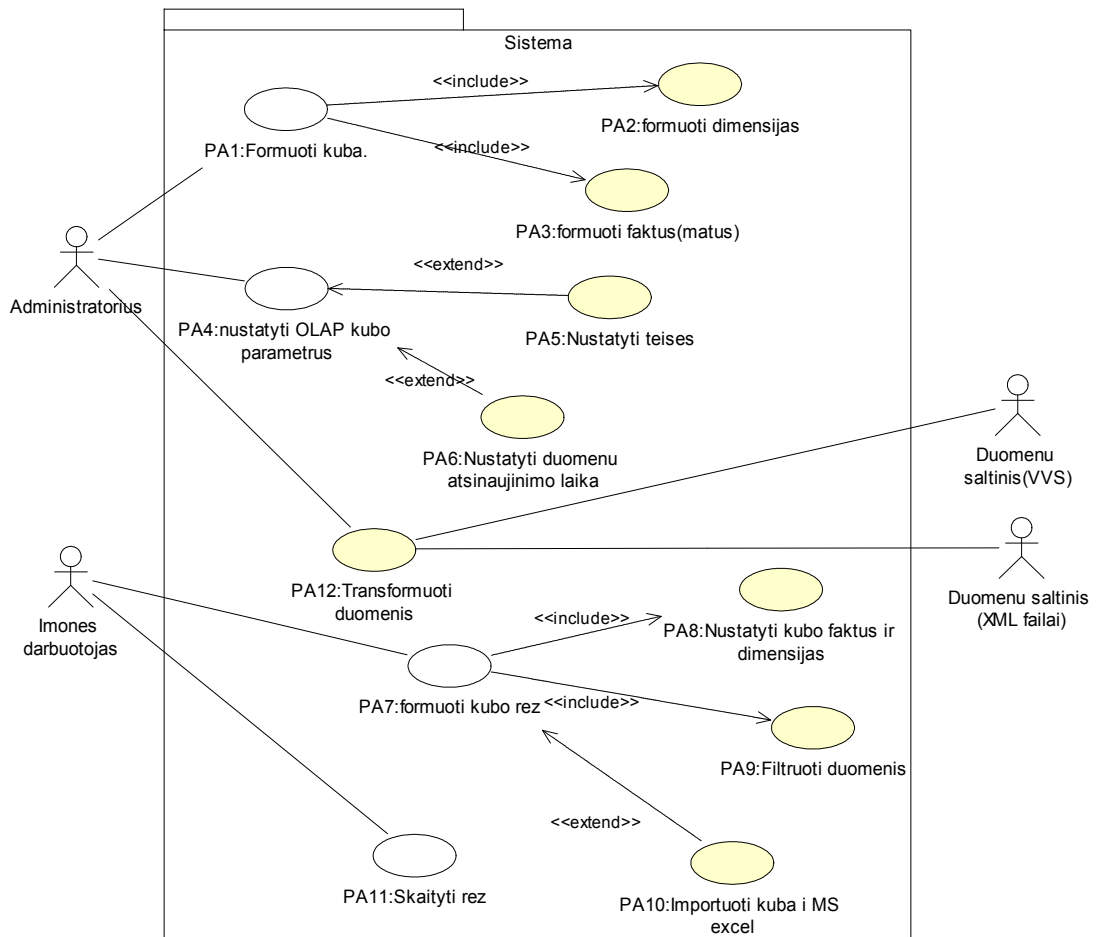 Sistema
<<include>>
PA2:formuoti dimensijas
PA1:Formuoti kuba.
<<include>>
PA3:formuoti faktus(matus)
<<extend>>
Administratorius
PA4:nustatyti OLAP kubo
parametrus
PA5:Nustatyti teises
<<extend>>
PA6:Nustatyti duomenu
atsinaujinimo laika
Duomenu
saltinis(VVS)
PA12:Transformuoti
duomenis
Duomenu saltinis
(XML failai)
Imones
darbuotojas
<<include>>
PA8:Nustatyti kubo faktus ir
dimensijas
PA7:formuoti kubo rez
<<include>>
PA9:Filtruoti duomenis
<<extend>>
PA11:Skaityti rez
PA10:Importuoti kuba i MS
excel